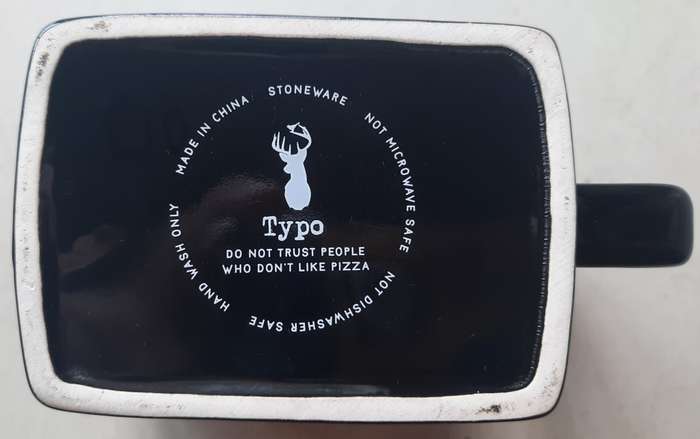 MADE IN CHINA
STONEWARE
NOT MICROWAVE SAFE
NOT DISHWASHER SAFE
HAND WASH ONLY
Typo
DO NOT TRUST PEOPLE
WHO DON'T LIKE PIZZA